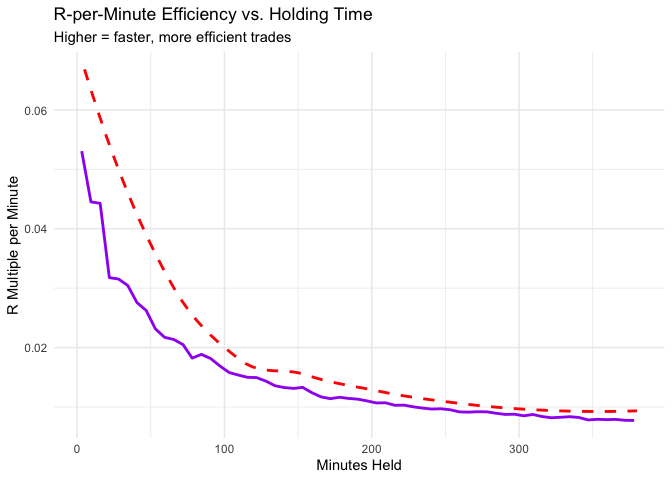 R-per-Minute Efficiency vs. Holding Time
Higher = faster, more efficient trades
0.06
0.04
0.02
R Multiple per Minute
0 100 200 300
Minutes Held